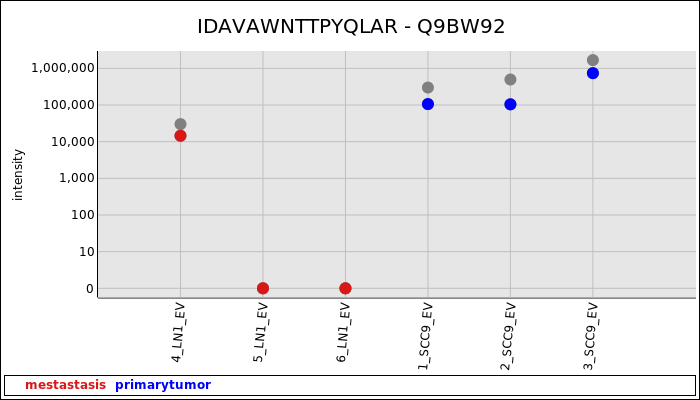 IDAVAWNTTPYQLAR - Q9BW92
intensity
1,000,000
100,000
10,000
1,000
100
10
0
4_LN1_EV
5_LN1_EV
6_LN1_EV
1_SCC9_EV
2_SCC9_EV
3_SCC9_EV
mestastasis primarytumor